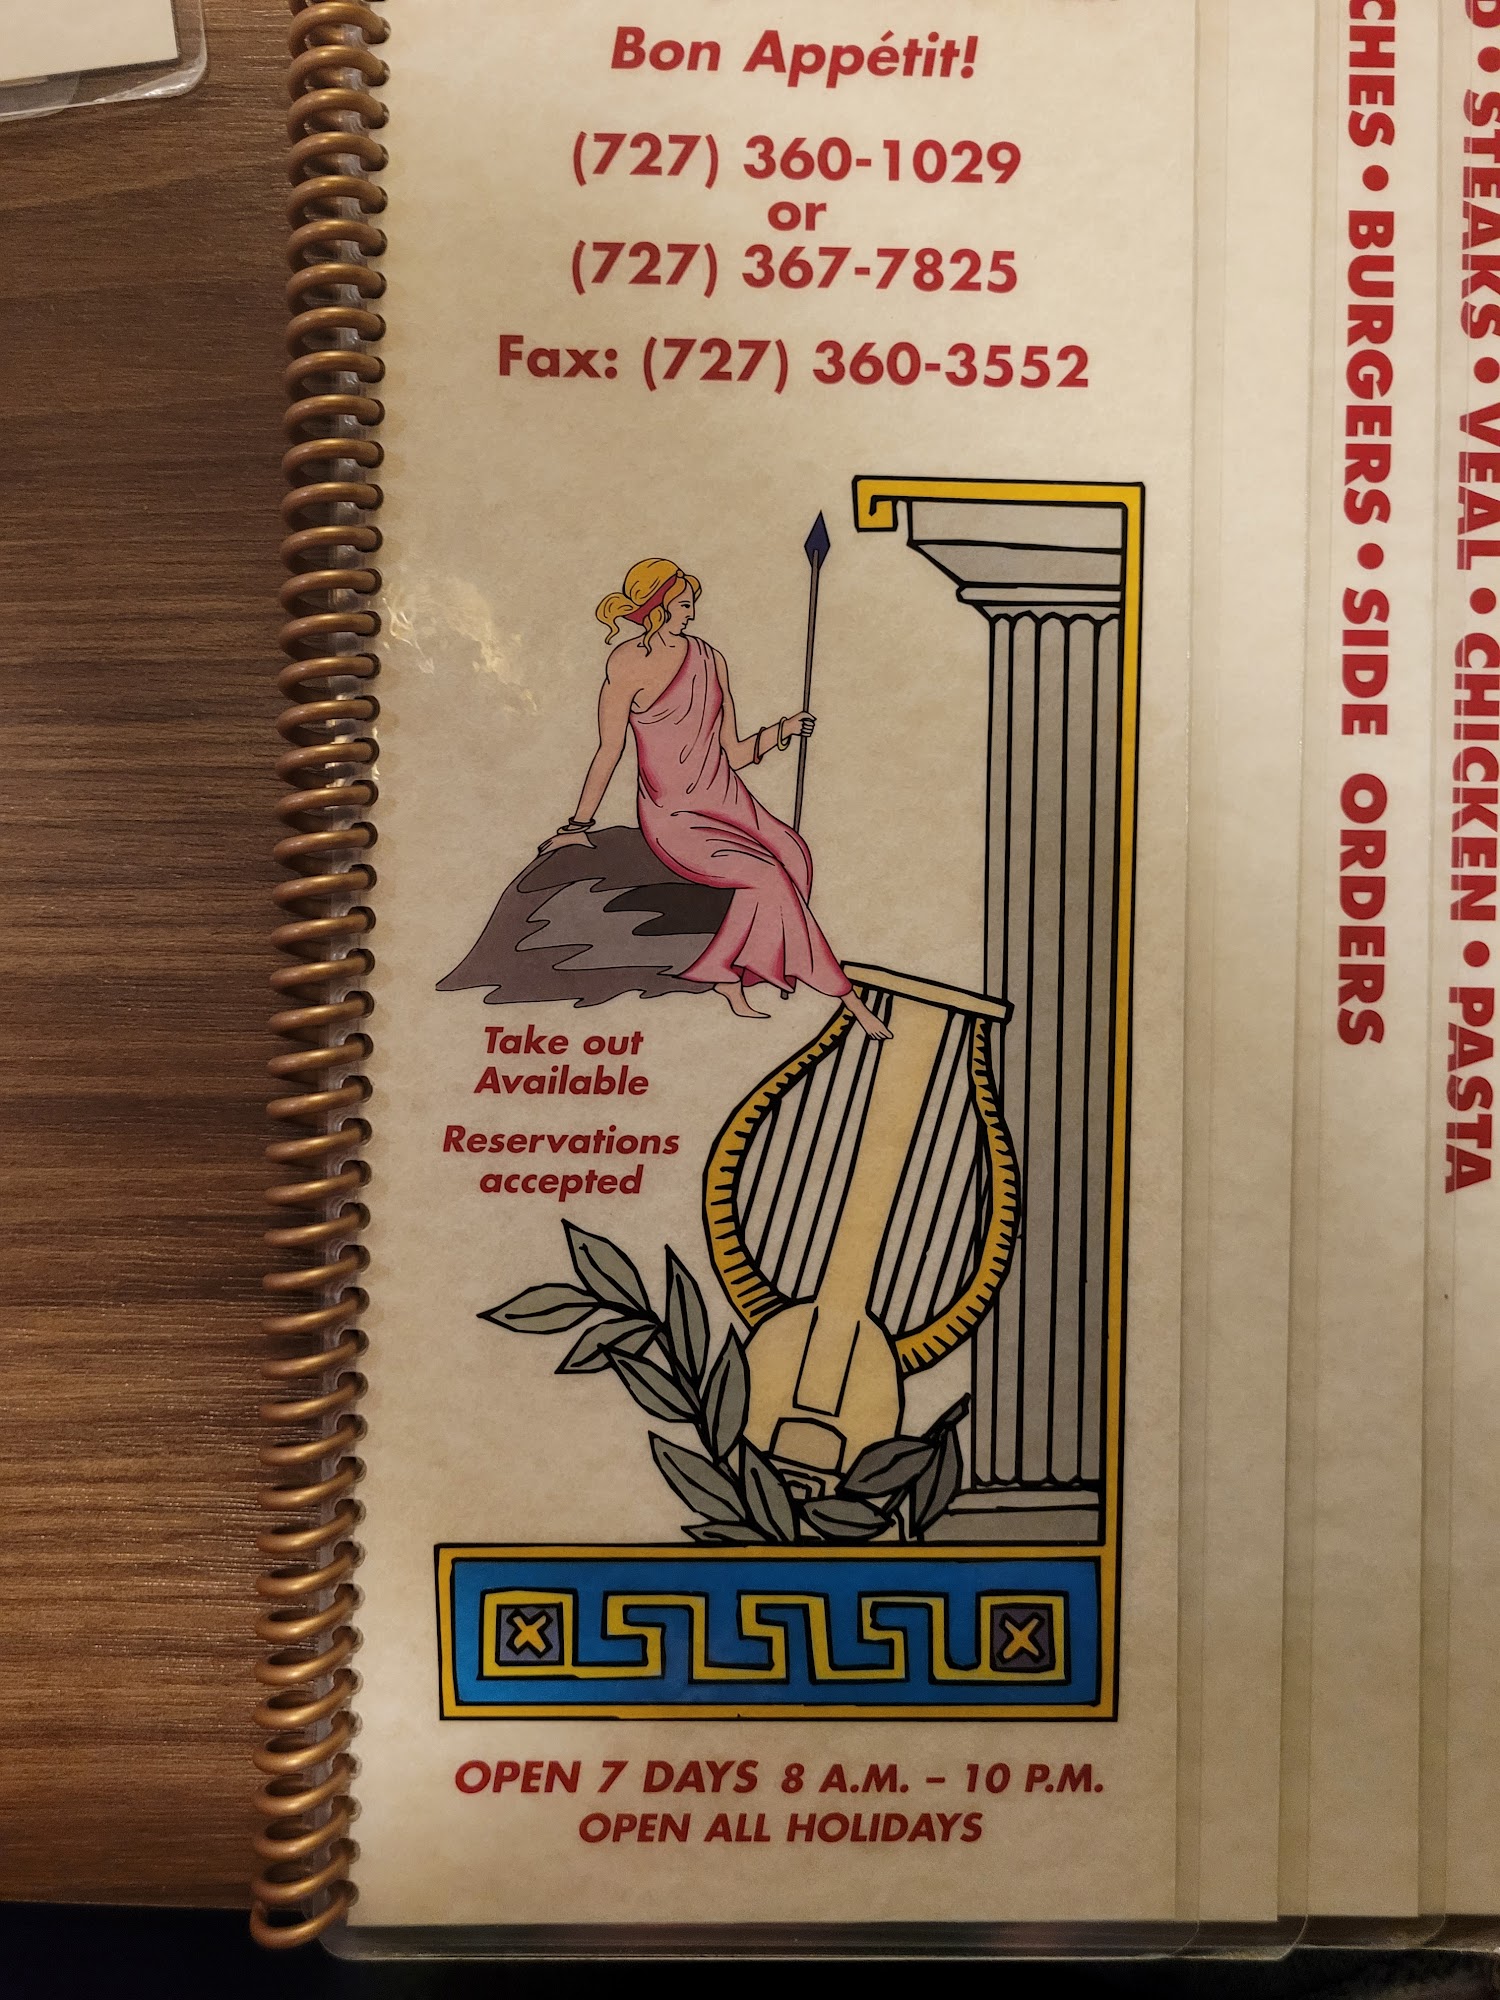 Bon Appétit!
(727) 360-1029
or
(727) 367-7825
Fax: (727) 360-3552
Take out
Available
Reservations
accepted
OPEN 7 DAYS 8 A.M. – 10 P.M.
OPEN ALL HOLIDAYS
• BURGERS • SIDE ORDERS
• STEAKS • VEAL • CHICKEN • PASTA